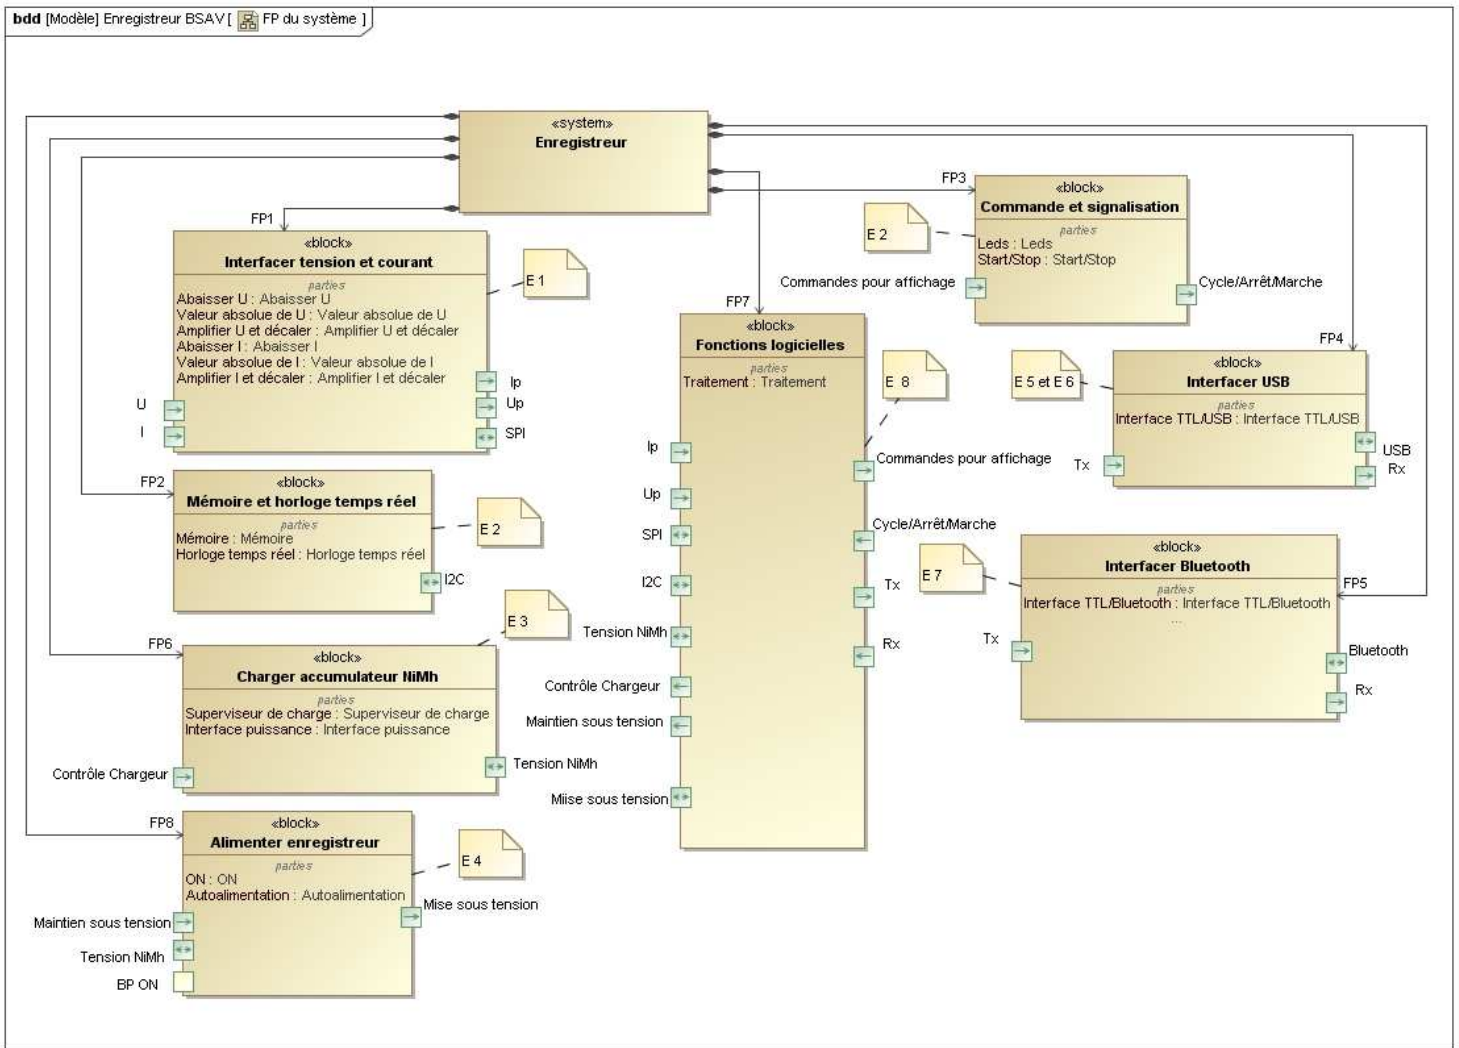 bdd [Modèle] Enregistreur BSAV [ FP du système ]
«system»
Enregistreur
FP1
«block»
Interfacer tension et courant
parties
Abaisser U : Abaisser U
Valeur absolue de U : Valeur absolue de U
Amplifier U et décaler : Amplifier U et décaler
Abaisser I : Abaisser I
Valeur absolue de I : Valeur absolue de I
Amplifier I et décaler : Amplifier I et décaler
U
I
Ip
Up
SPI
E 1
FP2
«block»
Mémoire et horloge temps réel
parties
Mémoire : Mémoire
Horloge temps réel : Horloge temps réel
I2C
E 2
FP6
«block»
Charger accumulateur NiMh
parties
Superviseur de charge : Superviseur de charge
Interface puissance : Interface puissance
Contrôle Chargeur
Tension NiMh
E 3
FP8
«block»
Alimenter enregistreur
parties
ON : ON
Autoalimentation : Autoalimentation
Maintien sous tension
Tension NiMh
BP ON
Mise sous tension
E 4
FP7
«block»
Fonctions logicielles
parties
Traitement : Traitement
Ip
Up
SPI
I2C
Tension NiMh
Contrôle Chargeur
Maintien sous tension
Miise sous tension
Commandes pour affichage
Cycle/Arrêt/Marche
Tx
Rx
E 8
FP3
«block»
Commande et signalisation
parties
Leds : Leds
Start/Stop : Start/Stop
Commandes pour affichage
Cycle/Arrêt/Marche
E 2
FP4
«block»
Interfacer USB
parties
Interface TTL/USB : Interface TTL/USB
Tx
USB
Rx
E 5 et E 6
FP5
«block»
Interfacer Bluetooth
parties
Interface TTL/Bluetooth : Interface TTL/Bluetooth
...
Tx
Bluetooth
Rx
E 7